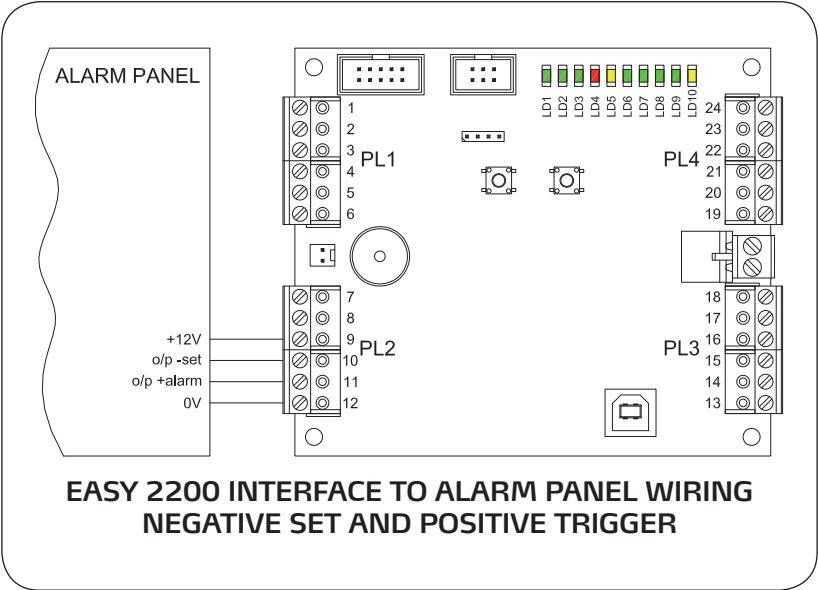 ALARM PANEL
LD1
LD2
LD3
LD4
LD5
LD6
LD7
LD8
LD9
LD10
1
2
3
4
5
6
PL1
24
23
22
21
20
19
PL4
7
8
9
10
11
12
PL2
18
17
16
15
14
13
PL3
+12V
o/p -set
o/p +alarm
0V
EASY 2200 INTERFACE TO ALARM PANEL WIRING
NEGATIVE SET AND POSITIVE TRIGGER